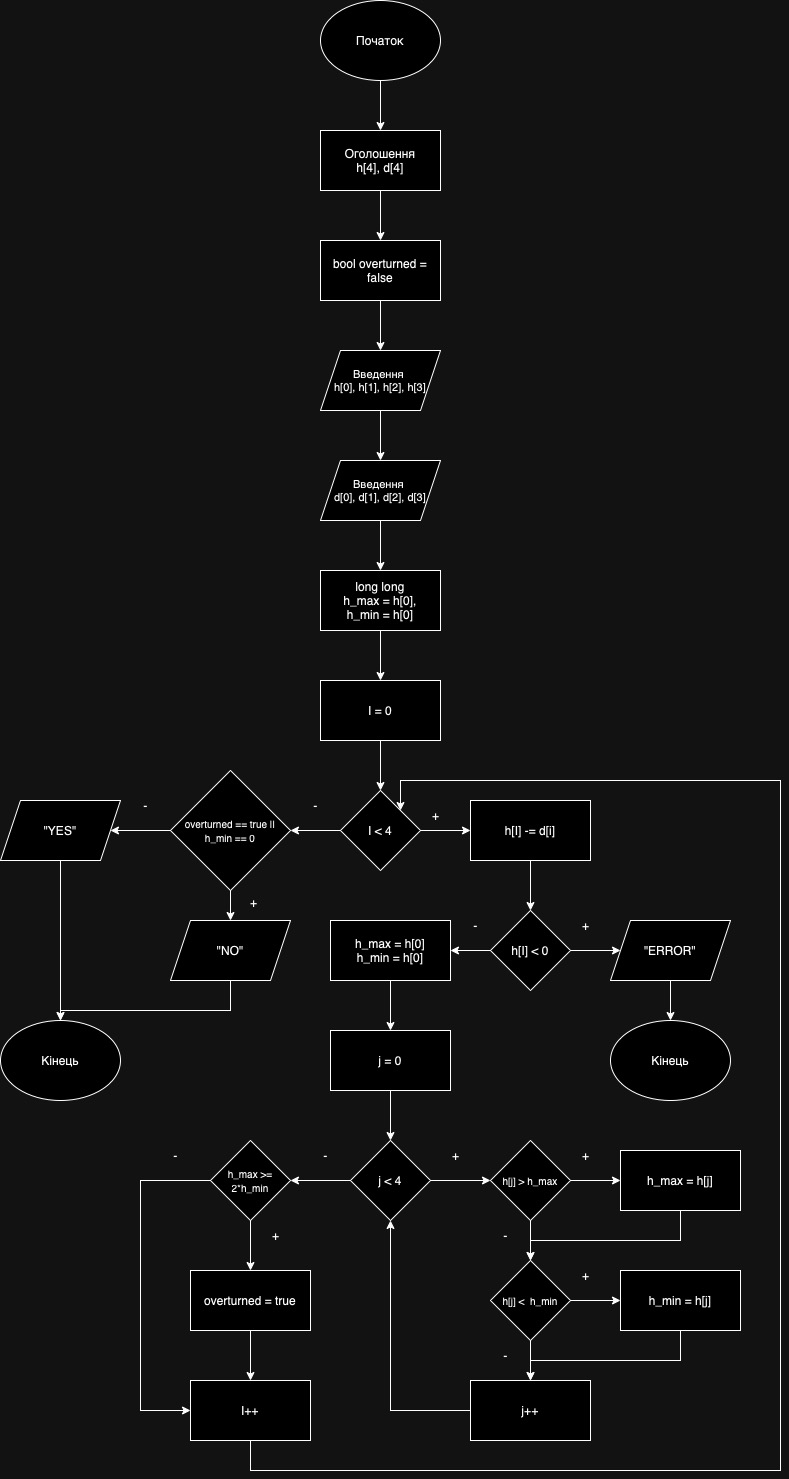 Початок
Оголошення
h[4], d[4]
bool overturned =
false
Введення
h[0], h[1], h[2], h[3]
Введення
d[0], d[1], d[2], d[3]
long long
h_max = h[0],
h_min = h[0]
I = 0
"YES"
-
overturned == true II
h_min == 0
-
I < 4
+
h[I] -= d[i]
+
"NO"
h_max = h[0]
h_min = h[0]
-
h[I] < 0
+
"ERROR"
Кінець
j = 0
Кінець
-
h_max >=
2*h_min
-
j < 4
+
h[j] > h_max
+
h_max = h[j]
+
-
overturned = true
h[j] < h_min
+
h_min = h[j]
-
I++
j++